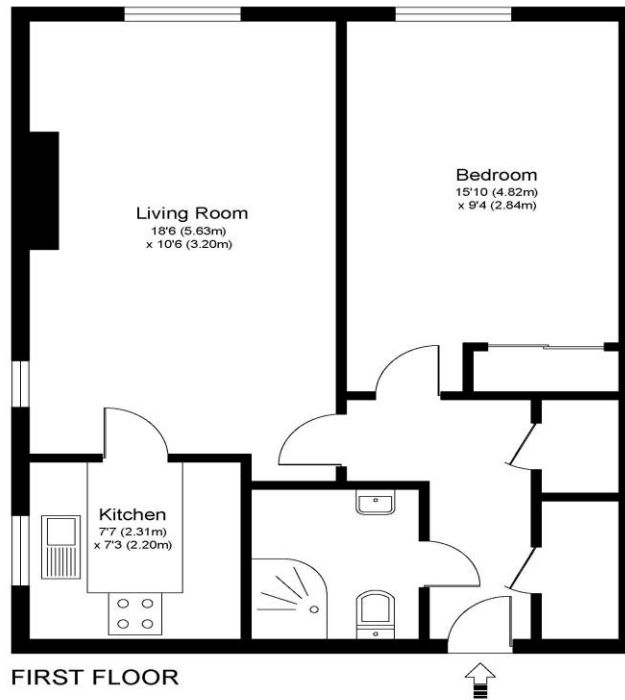 Living Room
18'6 (5.63m)
x 10'6 (3.20m)
Bedroom
15'10 (4.82m)
x 9'4 (2.84m)
Kitchen
7'7 (2.31m)
x 7'3 (2.20m)
FIRST FLOOR